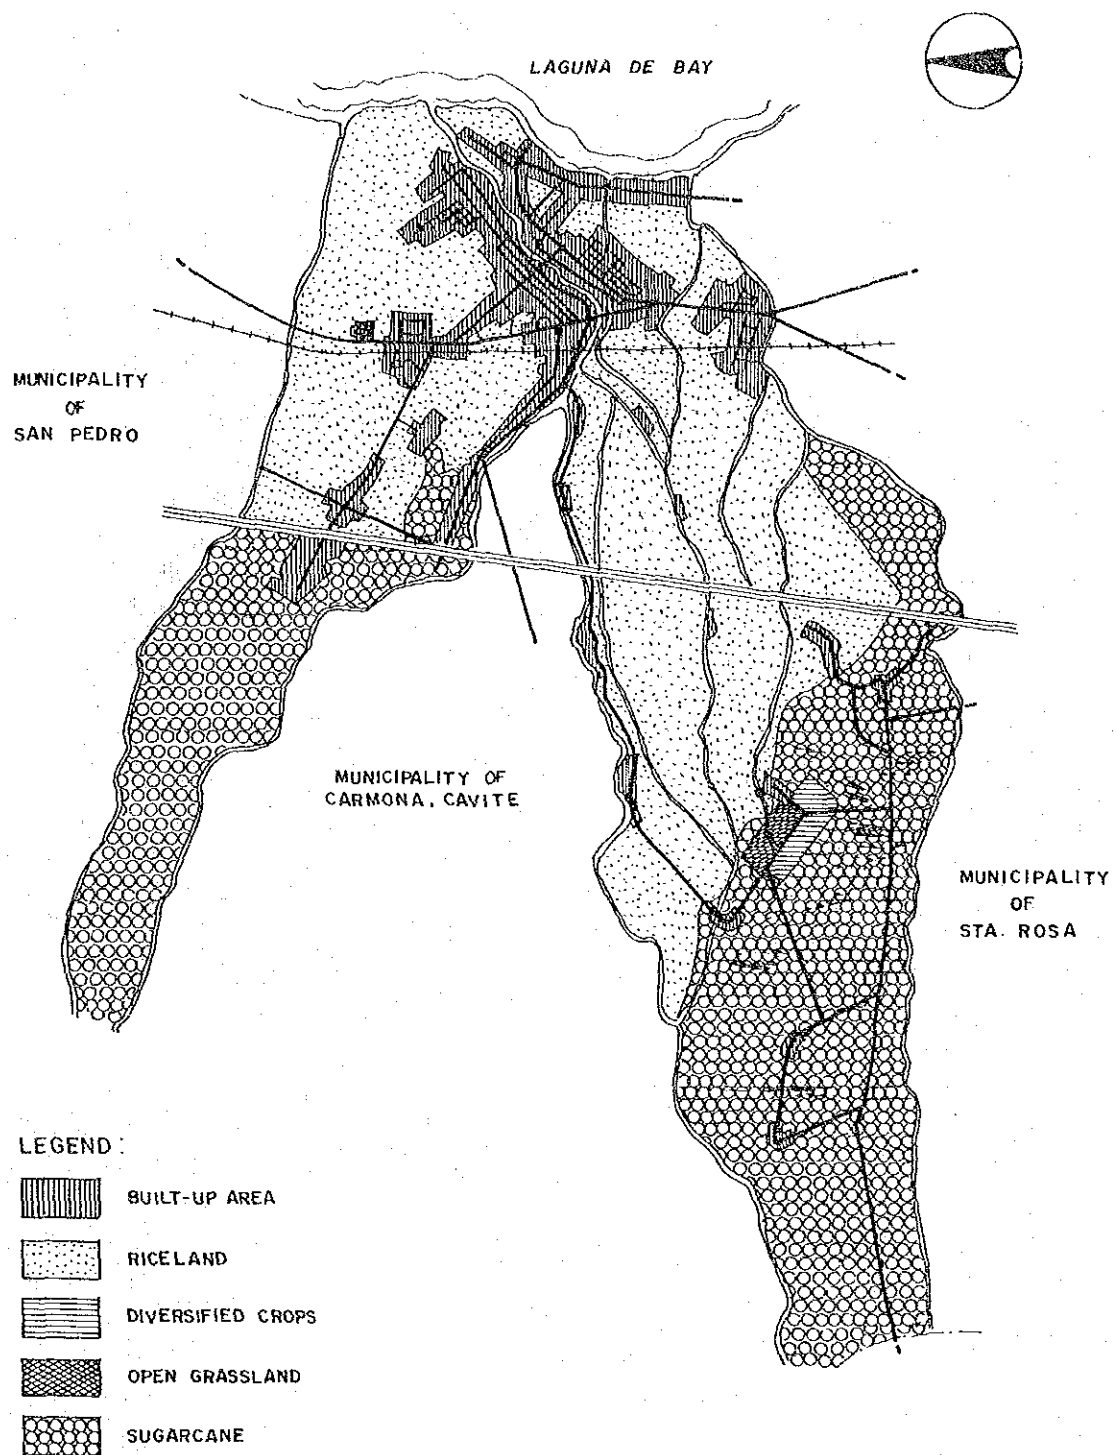 LAGUNA DE BAY
MUNICIPALITY
OF
SAN PEDRO
MUNICIPALITY OF
CARMONA, CAVITE
MUNICIPALITY
OF
STA. ROSA
LEGEND :
BUILT-UP AREA
RICELAND
DIVERSIFIED CROPS
OPEN GRASSLAND
SUGARCANE